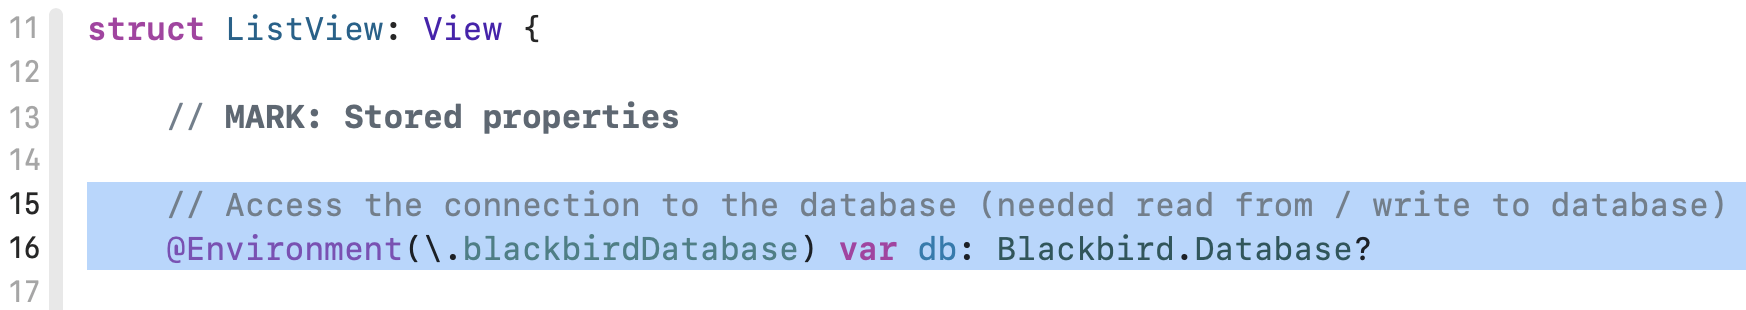 11 struct ListView: View {
12
13 // MARK: Stored properties
14
15 // Access the connection to the database (needed read from / write to database)
16 @Environment(\.blackbirdDatabase) var db: Blackbird.Database?
17